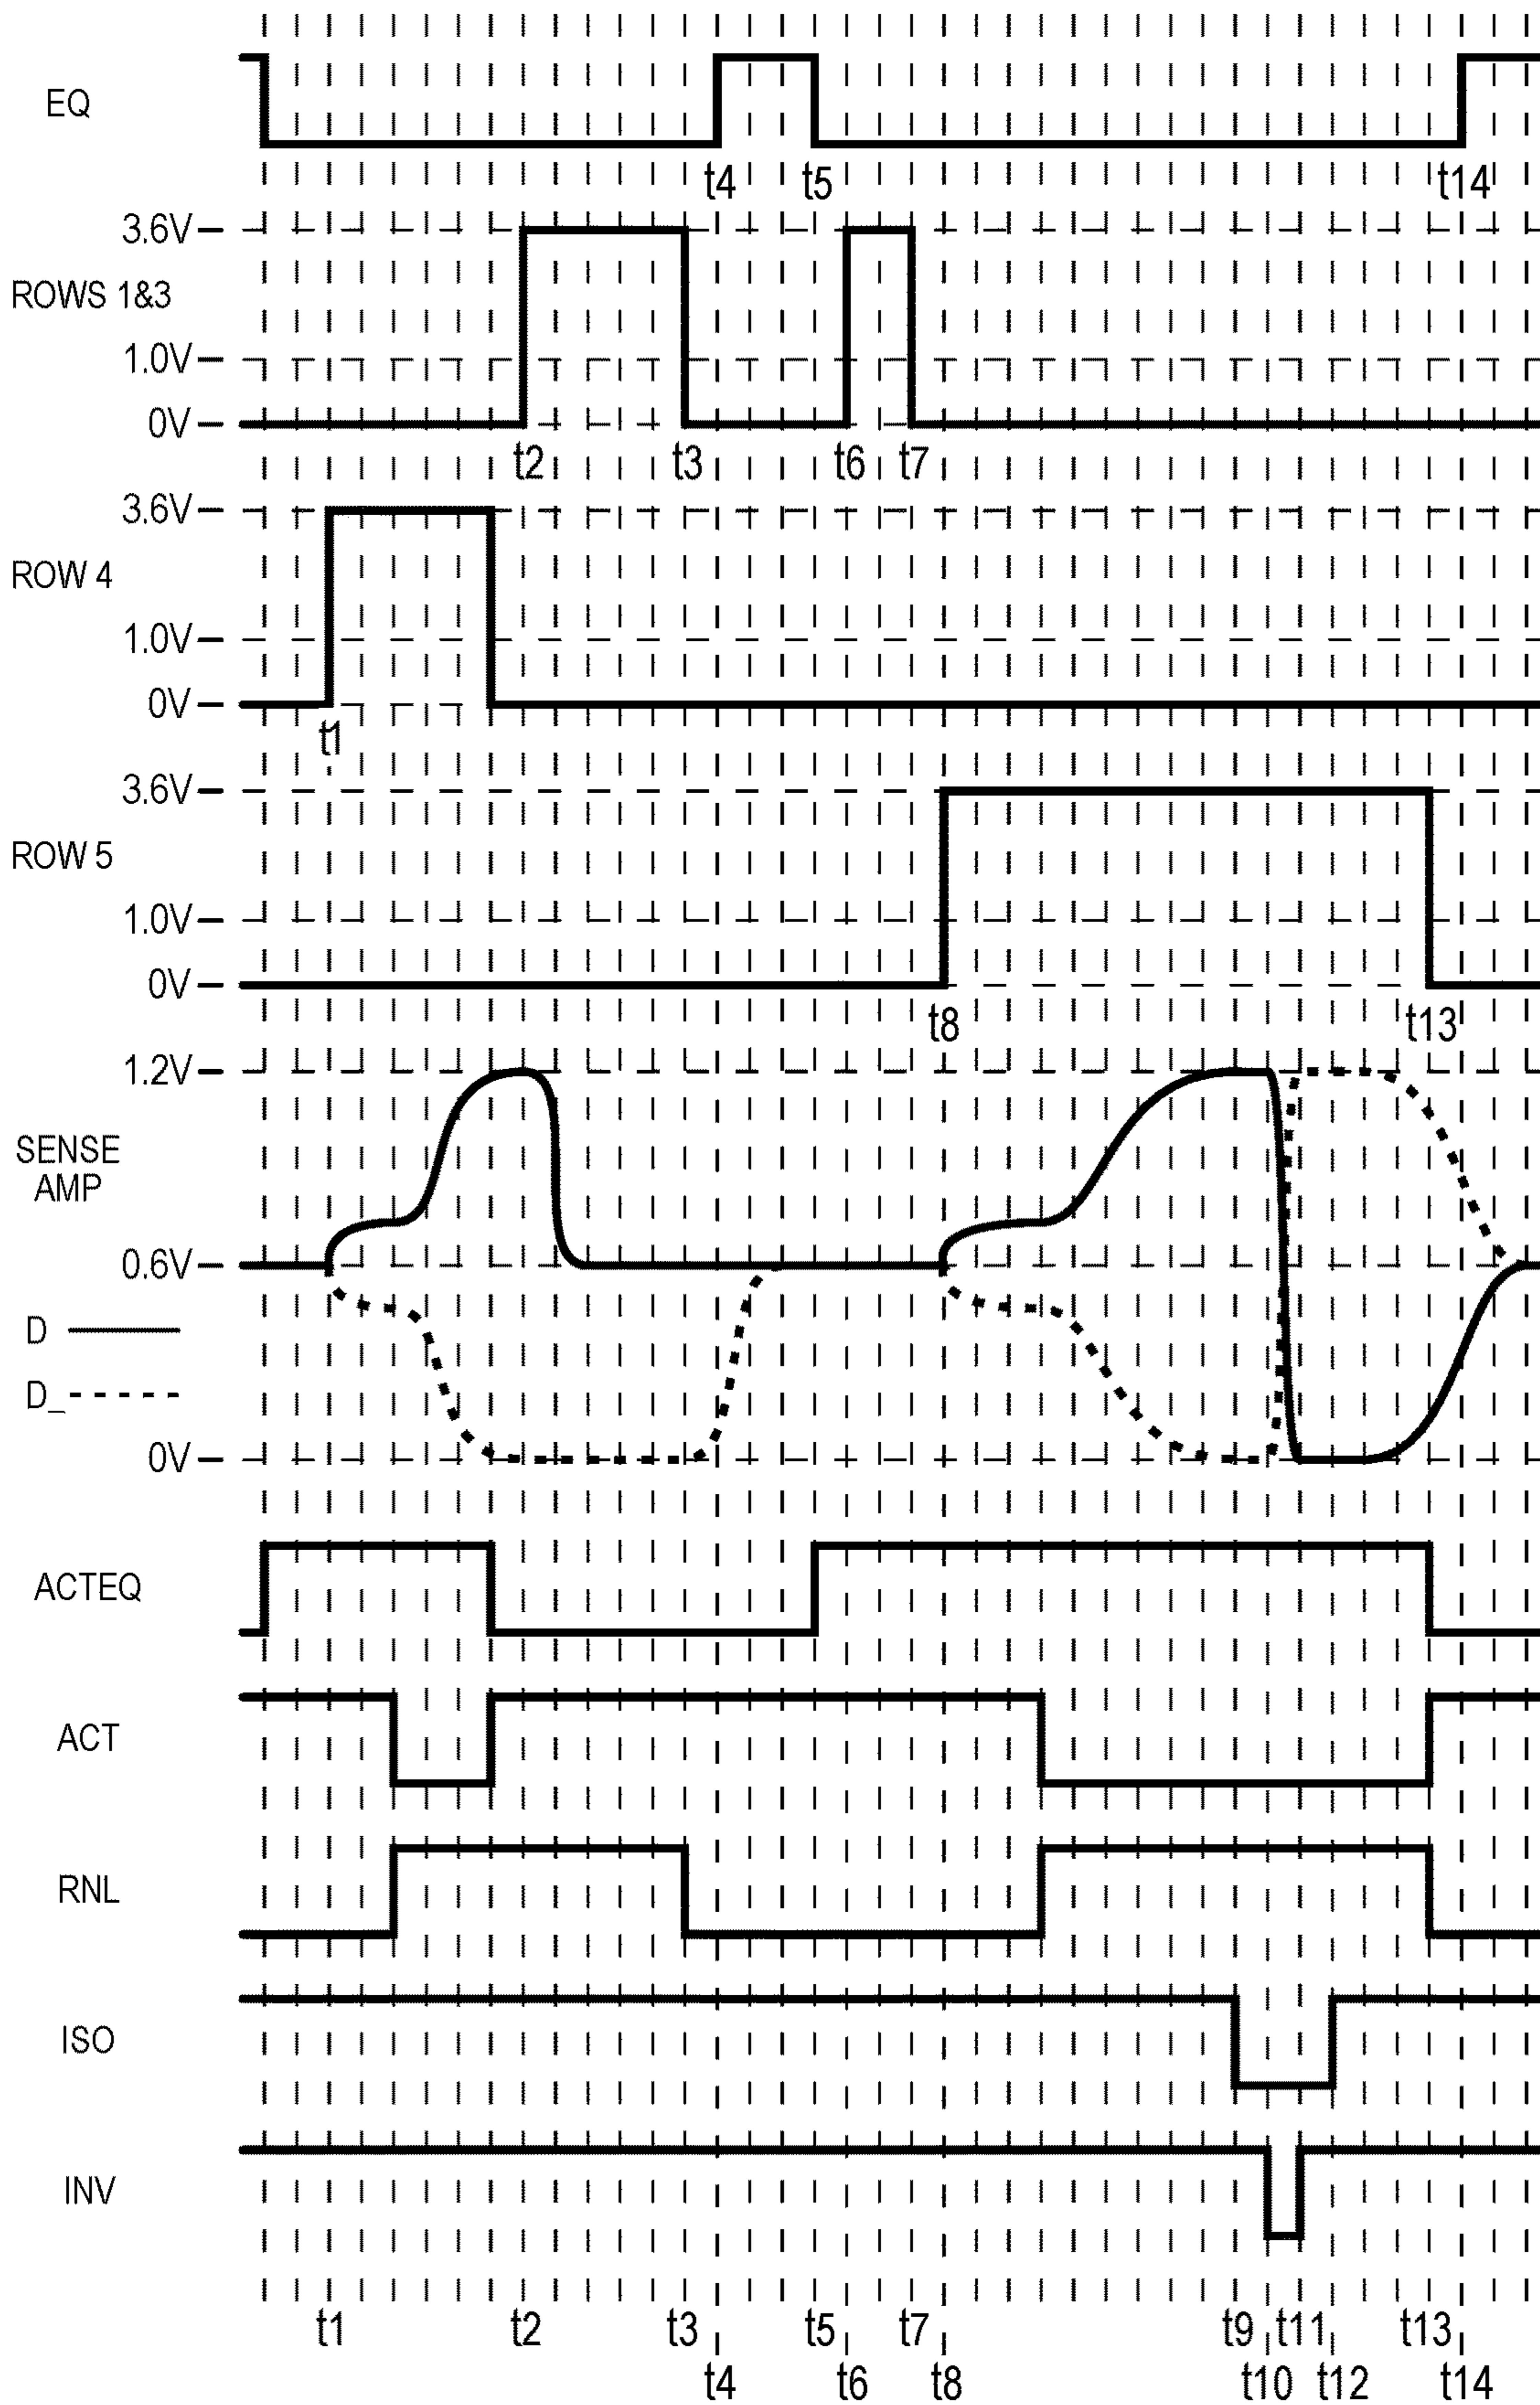 EQ
t4 t5 t14
3.6V
ROWS 1&3
1.0V
0V
t2 t3 t6 t7
3.6V
ROW 4
1.0V
0V
t1
3.6V
ROW 5
1.0V
0V
t8 t13
1.2V
SENSE
AMP
0.6V
D
D_
0V
ACTEQ
ACT
RNL
ISO
INV
t1 t2 t3 t5 t7 t9 t11 t13
t4 t6 t8 t10 t12 t14